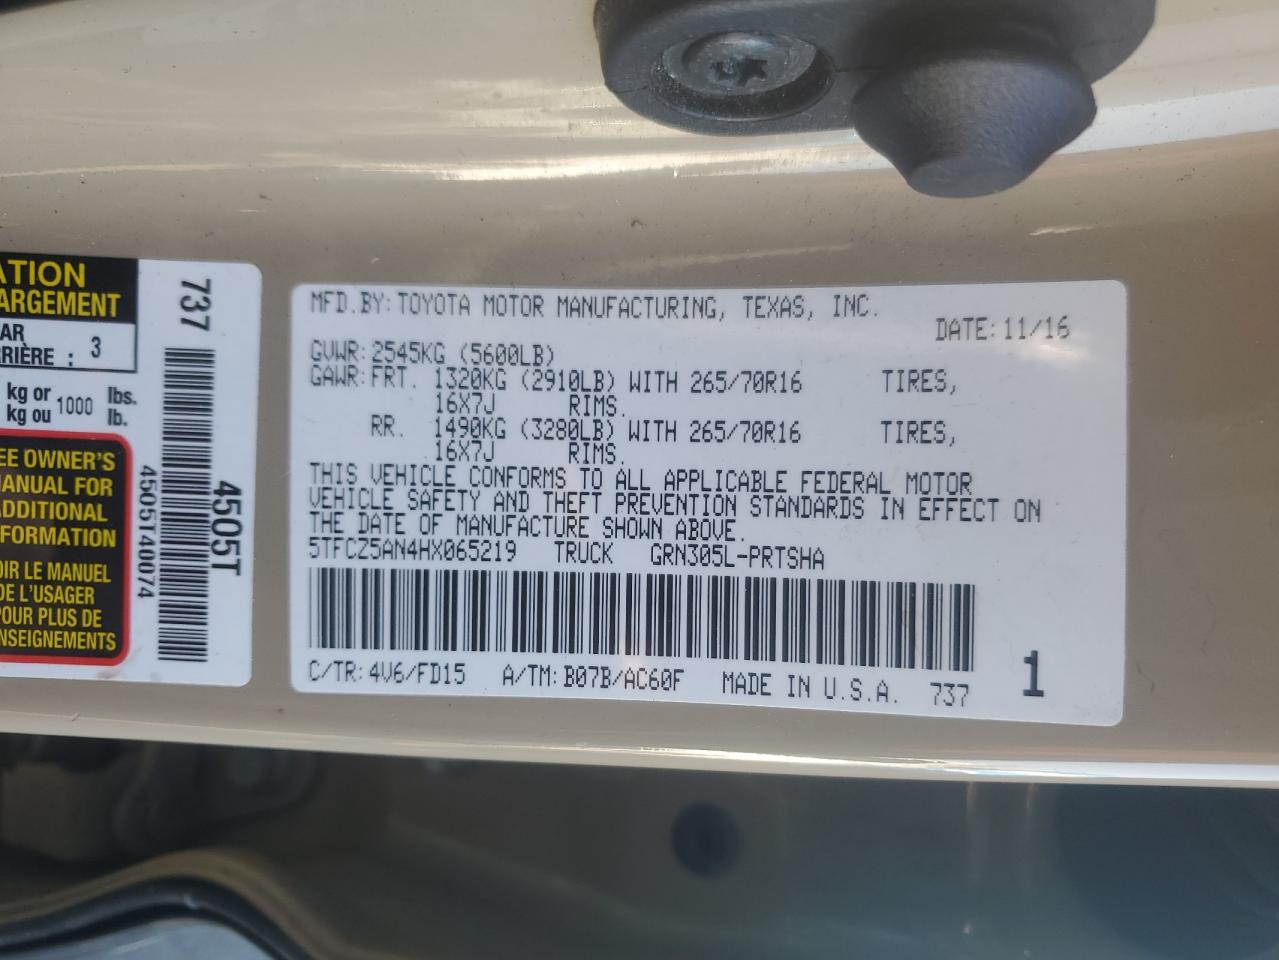 ATION
ARGEMENT
AR
RIÈRE : 3
kg or
kg ou 1000 lbs.
lb.
EE OWNER'S
MANUAL FOR
ADDITIONAL
FORMATION
OIR LE MANUEL
DE L'USAGER
POUR PLUS DE
NSEIGNEMENTS
737
4505T40074
4505T
MFD.BY: TOYOTA MOTOR MANUFACTURING, TEXAS, INC.
DATE: 11/16
GVWR: 2545KG (5600LB)
GAWR: FRT. 1320KG (2910LB) WITH 265/70R16 TIRES,
16X7J RIMS.
RR. 1490KG (3280LB) WITH 265/70R16 TIRES,
16X7J RIMS.
THIS VEHICLE CONFORMS TO ALL APPLICABLE FEDERAL MOTOR
VEHICLE SAFETY AND THEFT PREVENTION STANDARDS IN EFFECT ON
THE DATE OF MANUFACTURE SHOWN ABOVE.
5TFCZ5AN4HX065219 TRUCK GRN305L-PRTSHA
C/TR: 4V6/FD15 A/TM: B07B/AC60F MADE IN U.S.A. 737 1